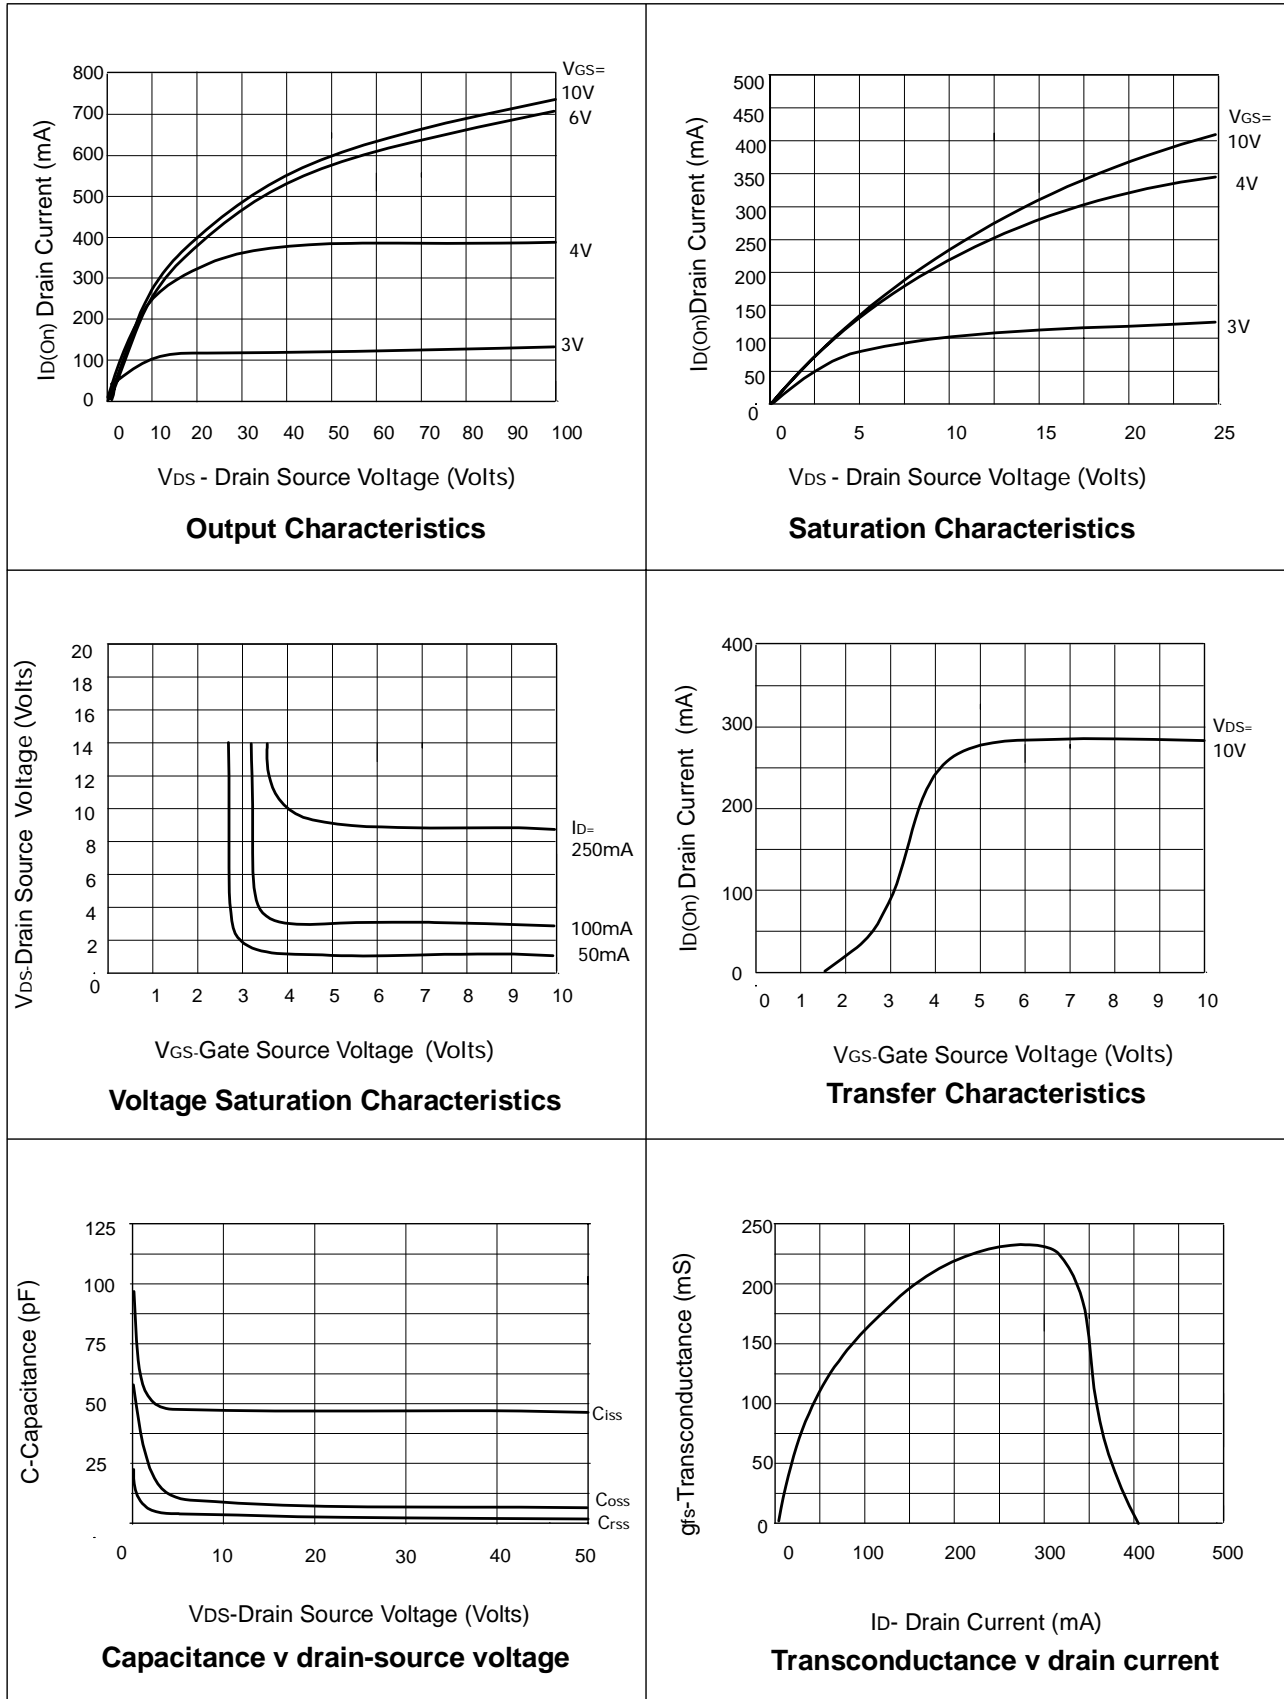 800
700
600
500
400
300
200
100
0
ID(On) Drain Current (mA)
VGS=
10V
6V
4V
3V
0 10 20 30 40 50 60 70 80 90 100
VDS - Drain Source Voltage (Volts)
Output Characteristics
500
450
400
350
300
250
200
150
100
50
0
ID(On)Drain Current (mA)
VGS=
10V
4V
3V
0 5 10 15 20 25
VDS - Drain Source Voltage (Volts)
Saturation Characteristics
20
18
16
14
12
10
8
6
4
2
0
VDS-Drain Source Voltage (Volts)
ID=
250mA
100mA
50mA
1 2 3 4 5 6 7 8 9 10
VGS-Gate Source Voltage (Volts)
Voltage Saturation Characteristics
400
300
200
100
0
ID(On) Drain Current (mA)
VDS=
10V
0 1 2 3 4 5 6 7 8 9 10
VGS-Gate Source Voltage (Volts)
Transfer Characteristics
125
100
75
50
25
C-Capacitance (pF)
Ciss
Coss
Crss
0 10 20 30 40 50
VDS-Drain Source Voltage (Volts)
Capacitance v drain-source voltage
250
200
150
100
50
0
gfs-Transconductance (mS)
0 100 200 300 400 500
ID- Drain Current (mA)
Transconductance v drain current